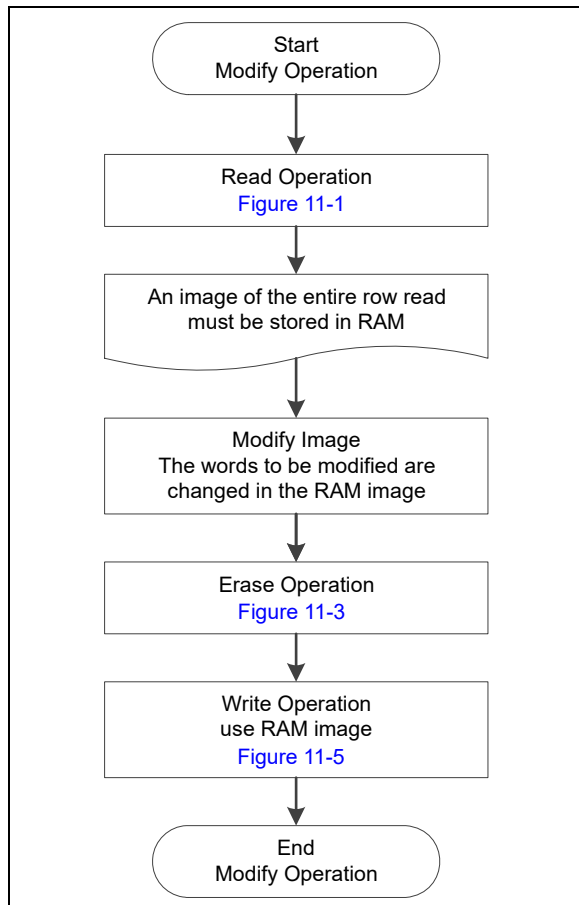 Start
Modify Operation
Read Operation
Figure 11-1
An image of the entire row read
must be stored in RAM
Modify Image
The words to be modified are
changed in the RAM image
Erase Operation
Figure 11-3
Write Operation
use RAM image
Figure 11-5
End
Modify Operation